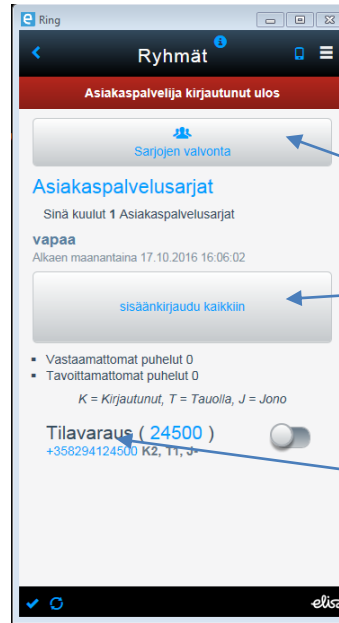 Ring
Ryhmät
Asiakaspalvelija kirjautunut ulos
Sarjojen valvonta
Asiakaspalvelusarjat
Sinä kuulut 1 Asiakaspalvelusarjat
vapaa
Alkaen maanantaina 17.10.2016 16:06:02
sisäänkirjaudu kaikkiin
Vastaamattomat puhelut 0
Tavoittamattomat puhelut 0
K = Kirjautunut, T = Tauolla, J = Jono
Tilavaraus ( 24500 )
+358294124500 K2, T1, J-
elisa